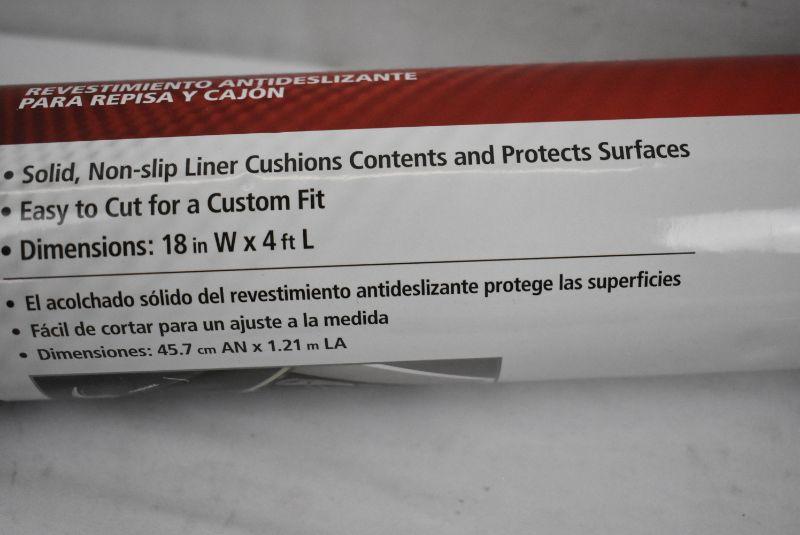 REVESTIMIENTO ANTIDESLIZANTE
PARA REPISA Y CAJÓN
• Solid, Non-slip Liner Cushions Contents and Protects Surfaces
• Easy to Cut for a Custom Fit
• Dimensions: 18 in W x 4 ft L
• El acolchado sólido del revestimiento antideslizante protege las superficies
• Fácil de cortar para un ajuste a la medida
• Dimensiones: 45.7 cm AN x 1.21 m LA